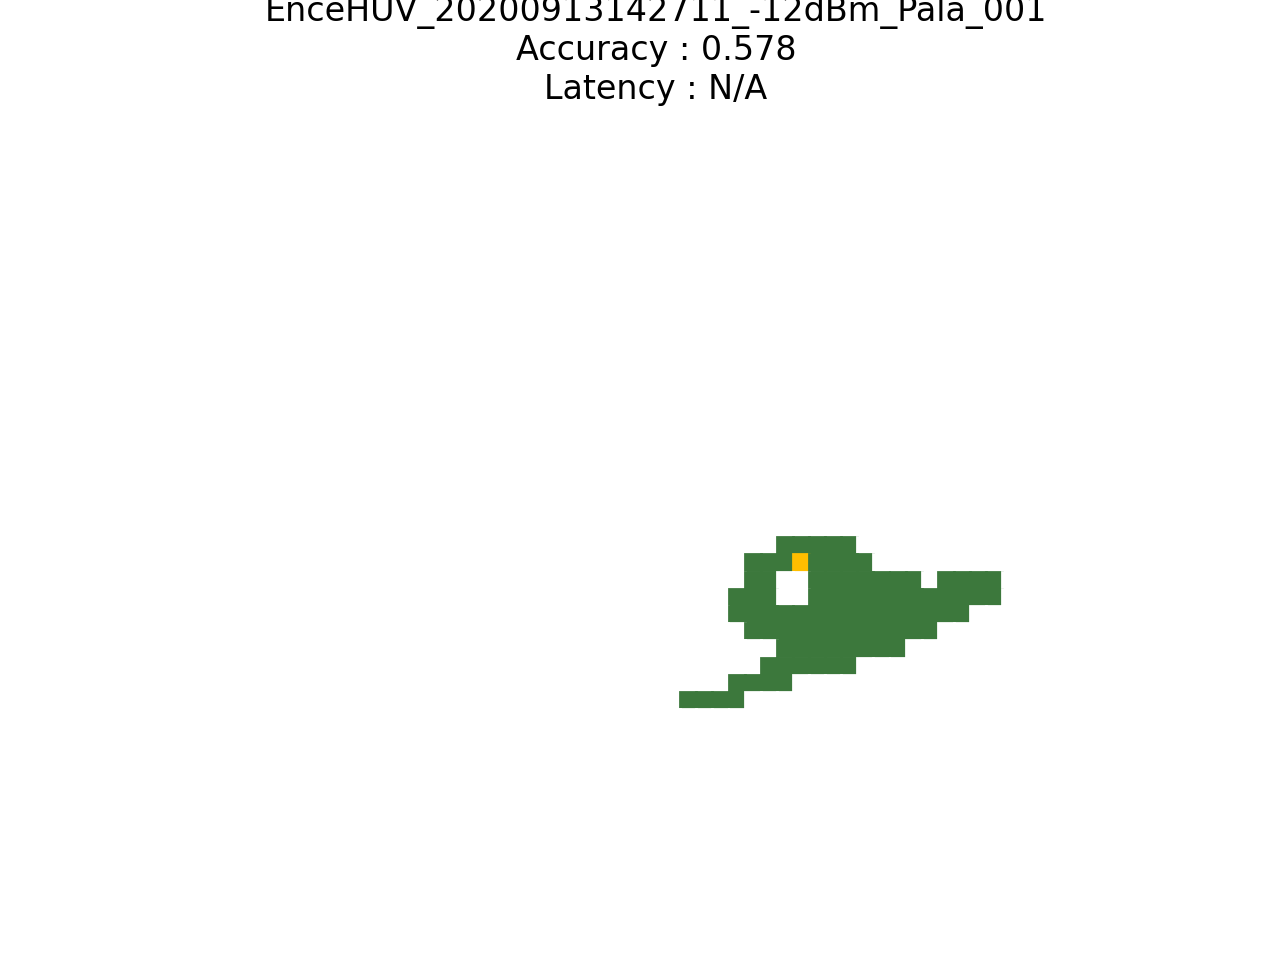 EnceHUV_20200913142711_-12dBm_Pala_001
Accuracy : 0.578
Latency : N/A